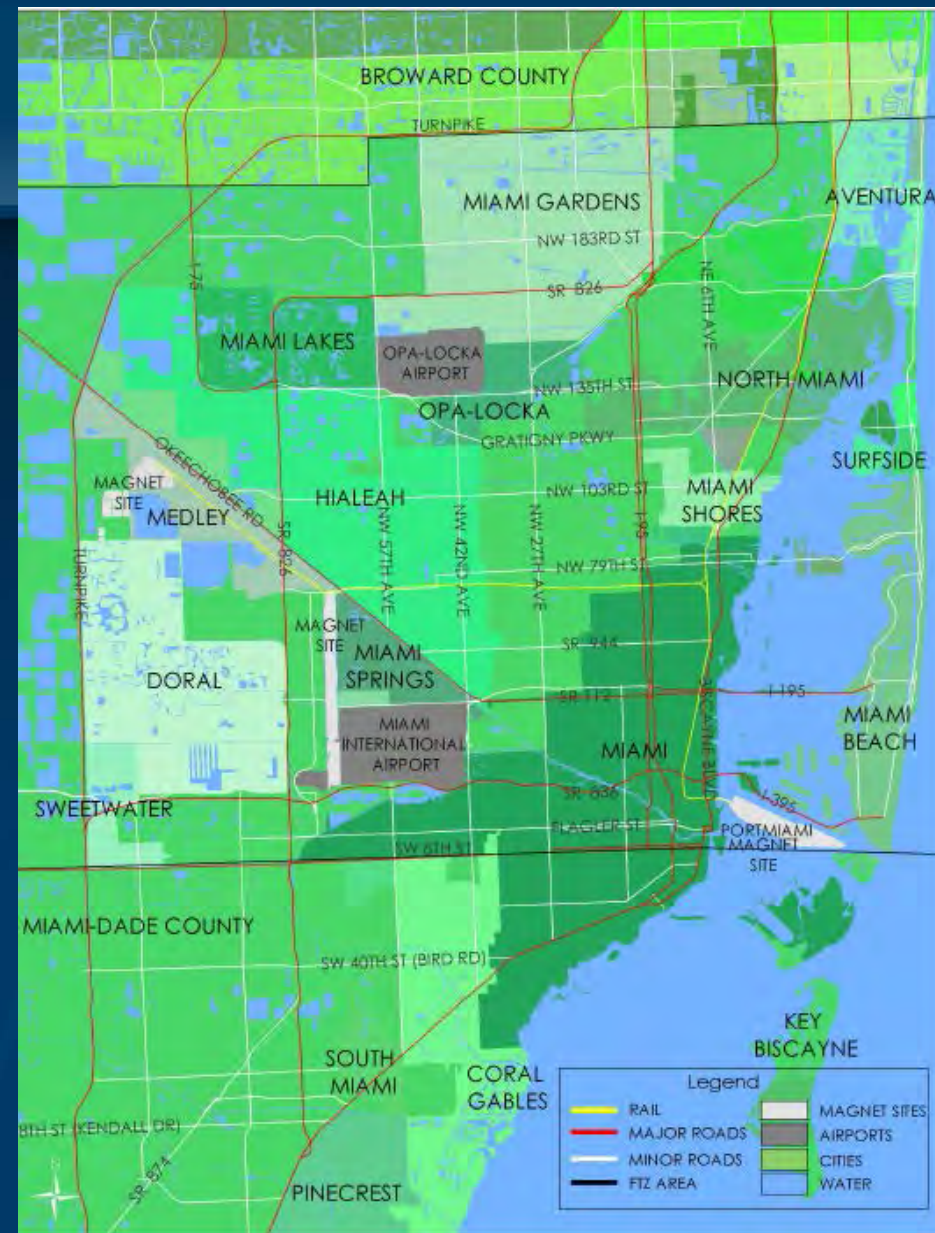 BROWARD COUNTY
TURNPIKE
MIAMI GARDENS
AVENTURA
NW 183RD ST
I-75
NE 6TH AVE
SR 826
MIAMI LAKES
OPA-LOCKA
AIRPORT
NW 135TH ST
NORTH MIAMI
OPA-LOCKA
GRATIGNY PKWY
OKEECHOBEE RD
SURFSIDE
MAGNET
SITE
MEDLEY
HIALEAH
NW 103RD ST
MIAMI
SHORES
I-95
SR 826
NW 57TH AVE
NW 42ND AVE
NW 27TH AVE
TURNPIKE
NW 79TH ST
MAGNET
SITE
MIAMI
SPRINGS
SR 944
DORAL
SR 112
I-195
BISCAYNE BLVD
MIAMI
BEACH
MIAMI
INTERNATIONAL
AIRPORT
MIAMI
SWEETWATER
SR 836
I-395
FLAGLER ST
PORTMIAMI
MAGNET
SITE
SW 8TH ST
MIAMI-DADE COUNTY
SW 40TH ST (BIRD RD)
KEY
BISCAYNE
SOUTH
MIAMI
CORAL
GABLES
8TH ST (KENDALL DR)
SR 874
PINECREST
Legend
RAIL
MAJOR ROADS
MINOR ROADS
FTZ AREA
MAGNET SITES
AIRPORTS
CITIES
WATER